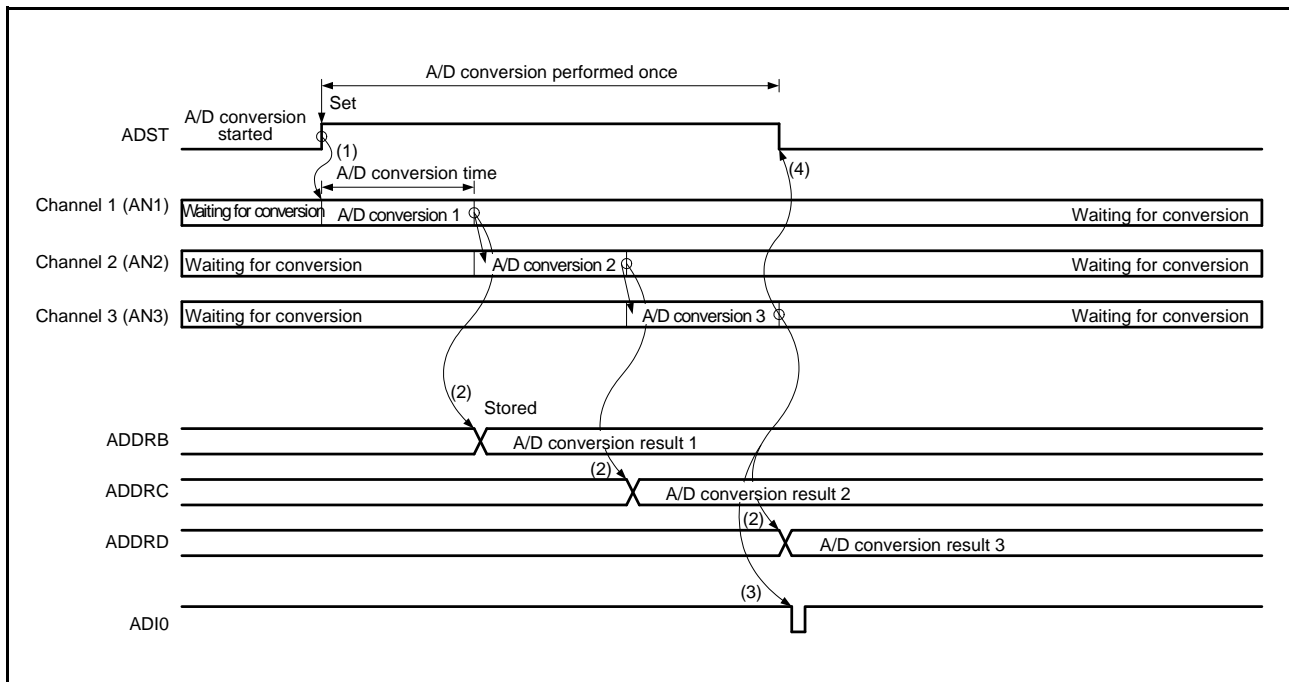 A/D conversion performed once
Set
A/D conversion
started
ADST
(1)
(4)
A/D conversion time
Channel 1 (AN1)
Waiting for conversion
A/D conversion 1
Waiting for conversion
Channel 2 (AN2)
Waiting for conversion
A/D conversion 2
Waiting for conversion
Channel 3 (AN3)
Waiting for conversion
A/D conversion 3
Waiting for conversion
(2)
Stored
ADDRB
A/D conversion result 1
(2)
ADDRC
A/D conversion result 2
(2)
ADDRD
A/D conversion result 3
(3)
ADI0